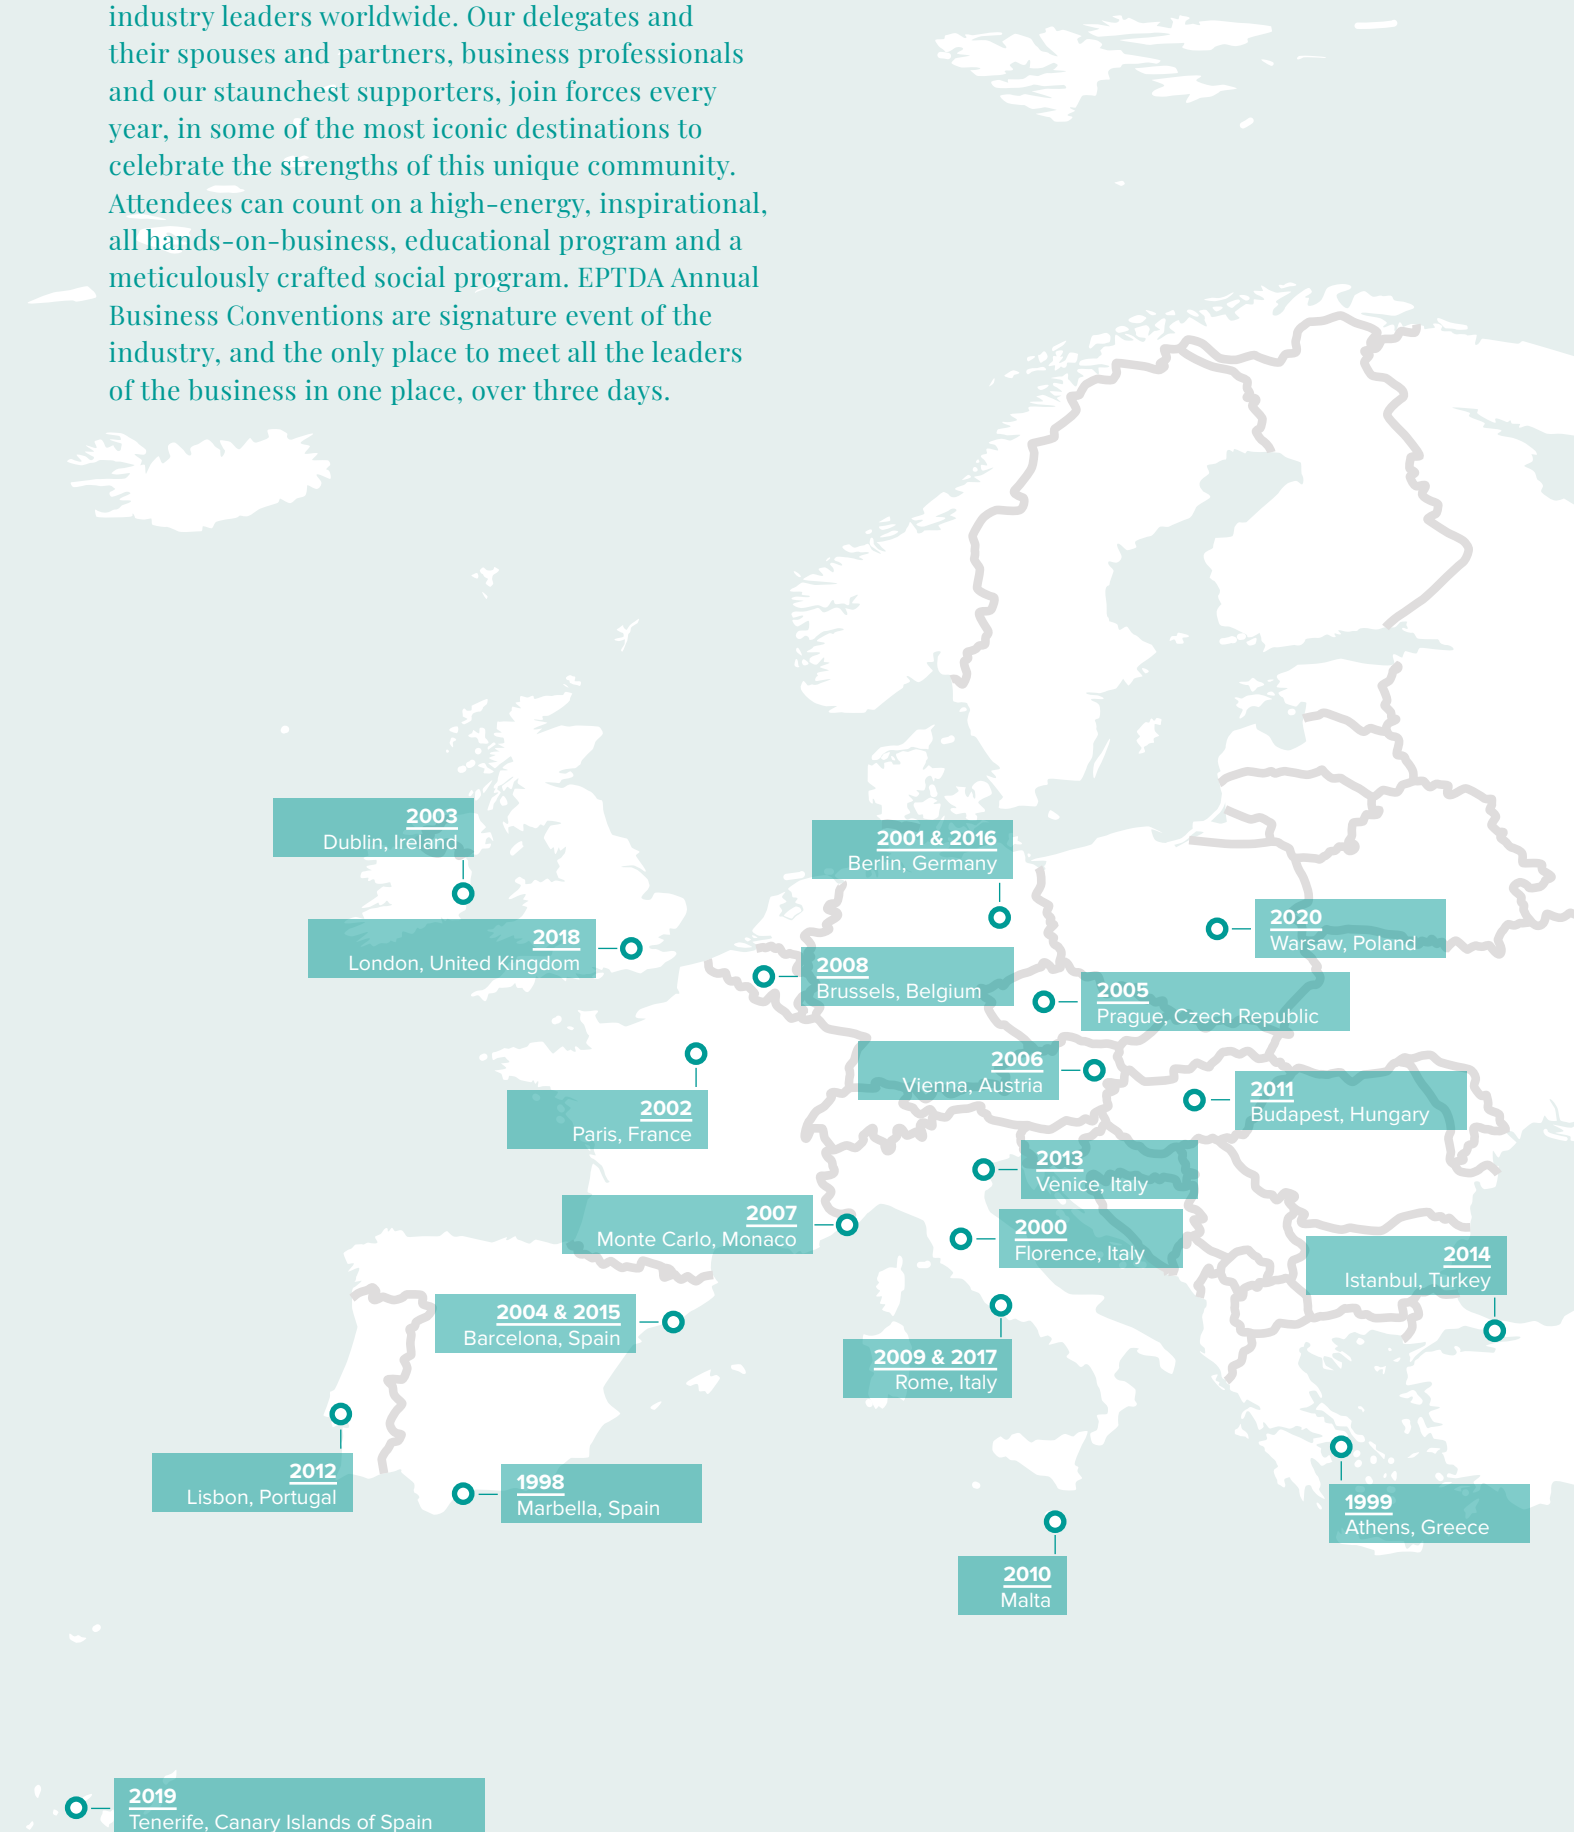 industry leaders worldwide. Our delegates and
their spouses and partners, business professionals
and our staunchest supporters, join forces every
year, in some of the most iconic destinations to
celebrate the strengths of this unique community.
Attendees can count on a high-energy, inspirational,
all hands-on-business, educational program and a
meticulously crafted social program. EPTDA Annual
Business Conventions are signature event of the
industry, and the only place to meet all the leaders
of the business in one place, over three days.
2003
Dublin, Ireland
2001 & 2016
Berlin, Germany
2020
Warsaw, Poland
2018
London, United Kingdom
2008
Brussels, Belgium
2005
Prague, Czech Republic
2006
Vienna, Austria
2011
Budapest, Hungary
2002
Paris, France
2013
Venice, Italy
2007
Monte Carlo, Monaco
2000
Florence, Italy
2014
Istanbul, Turkey
2004 & 2015
Barcelona, Spain
2009 & 2017
Rome, Italy
2012
Lisbon, Portugal
1998
Marbella, Spain
1999
Athens, Greece
2010
Malta
2019
Tenerife, Canary Islands of Spain